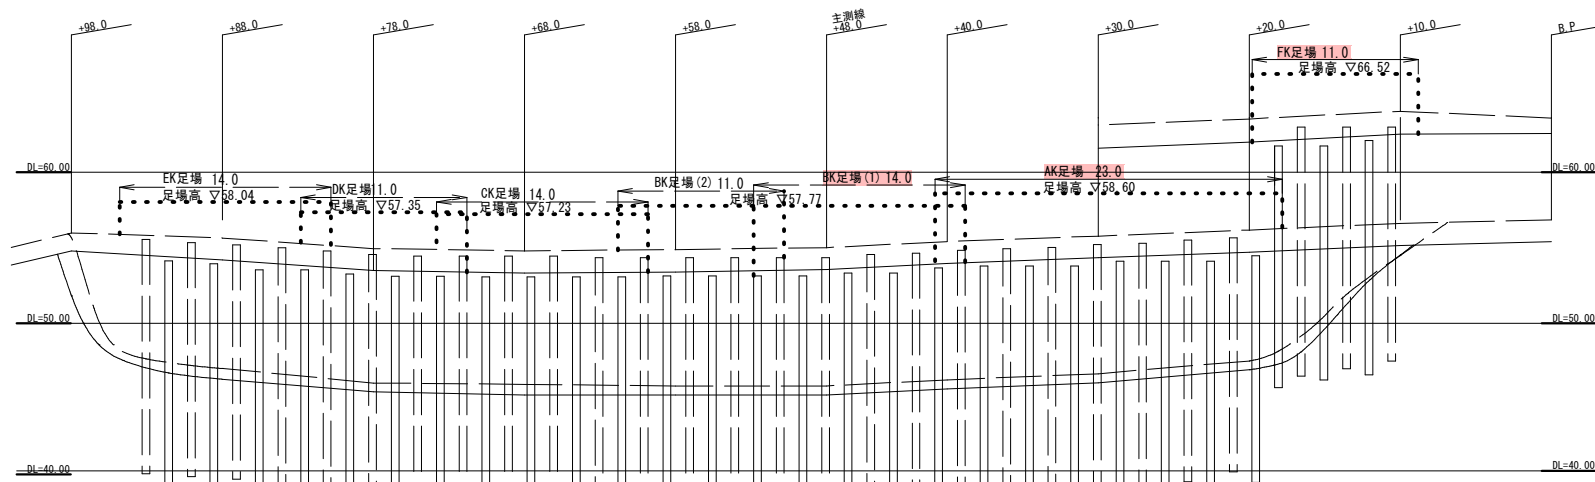 主測線
+98.0
+88.0
+78.0
+68.0
+58.0
+48.0
+40.0
+30.0
+20.0
+10.0
B.P
FK足場 11.0
足場高 ▽66.52
DL=60.00
DL=60.00
EK足場 14.0
足場高 ▽58.04
DK足場11.0
足場高 ▽57.35
CK足場 14.0
足場高 ▽57.23
BK足場(2) 11.0
BK足場(1) 14.0
足場高 ▽57.77
AK足場 23.0
足場高 ▽58.60
DL=50.00
DL=50.00
DL=40.00
DL=40.00